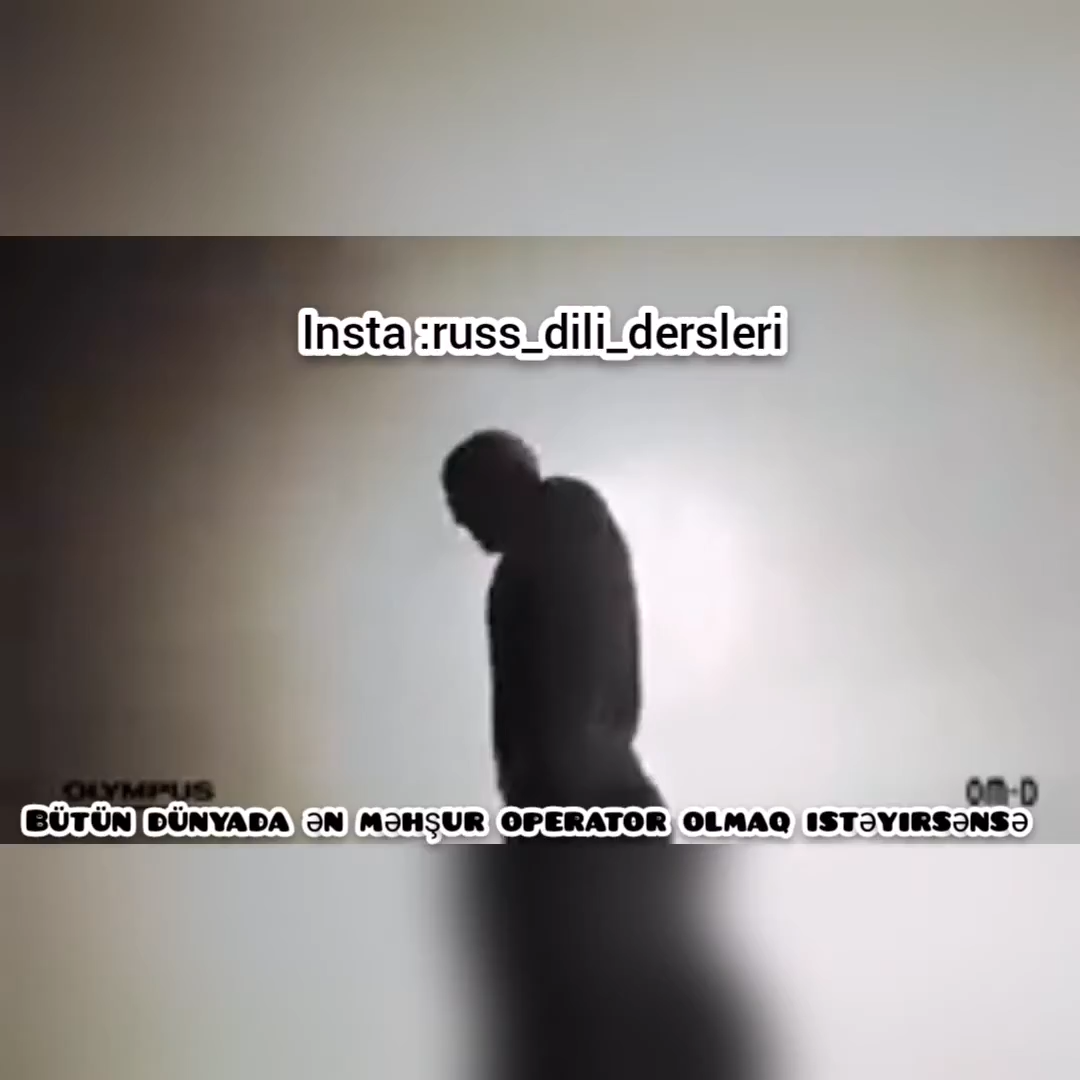 Insta :russ_dili_dersleri
OLYMPUS
OM-D
BÜTÜN DÜNYADA ƏN MƏHŞUR OPERATOR OLMAQ ISTƏYIRSƏNSƏ